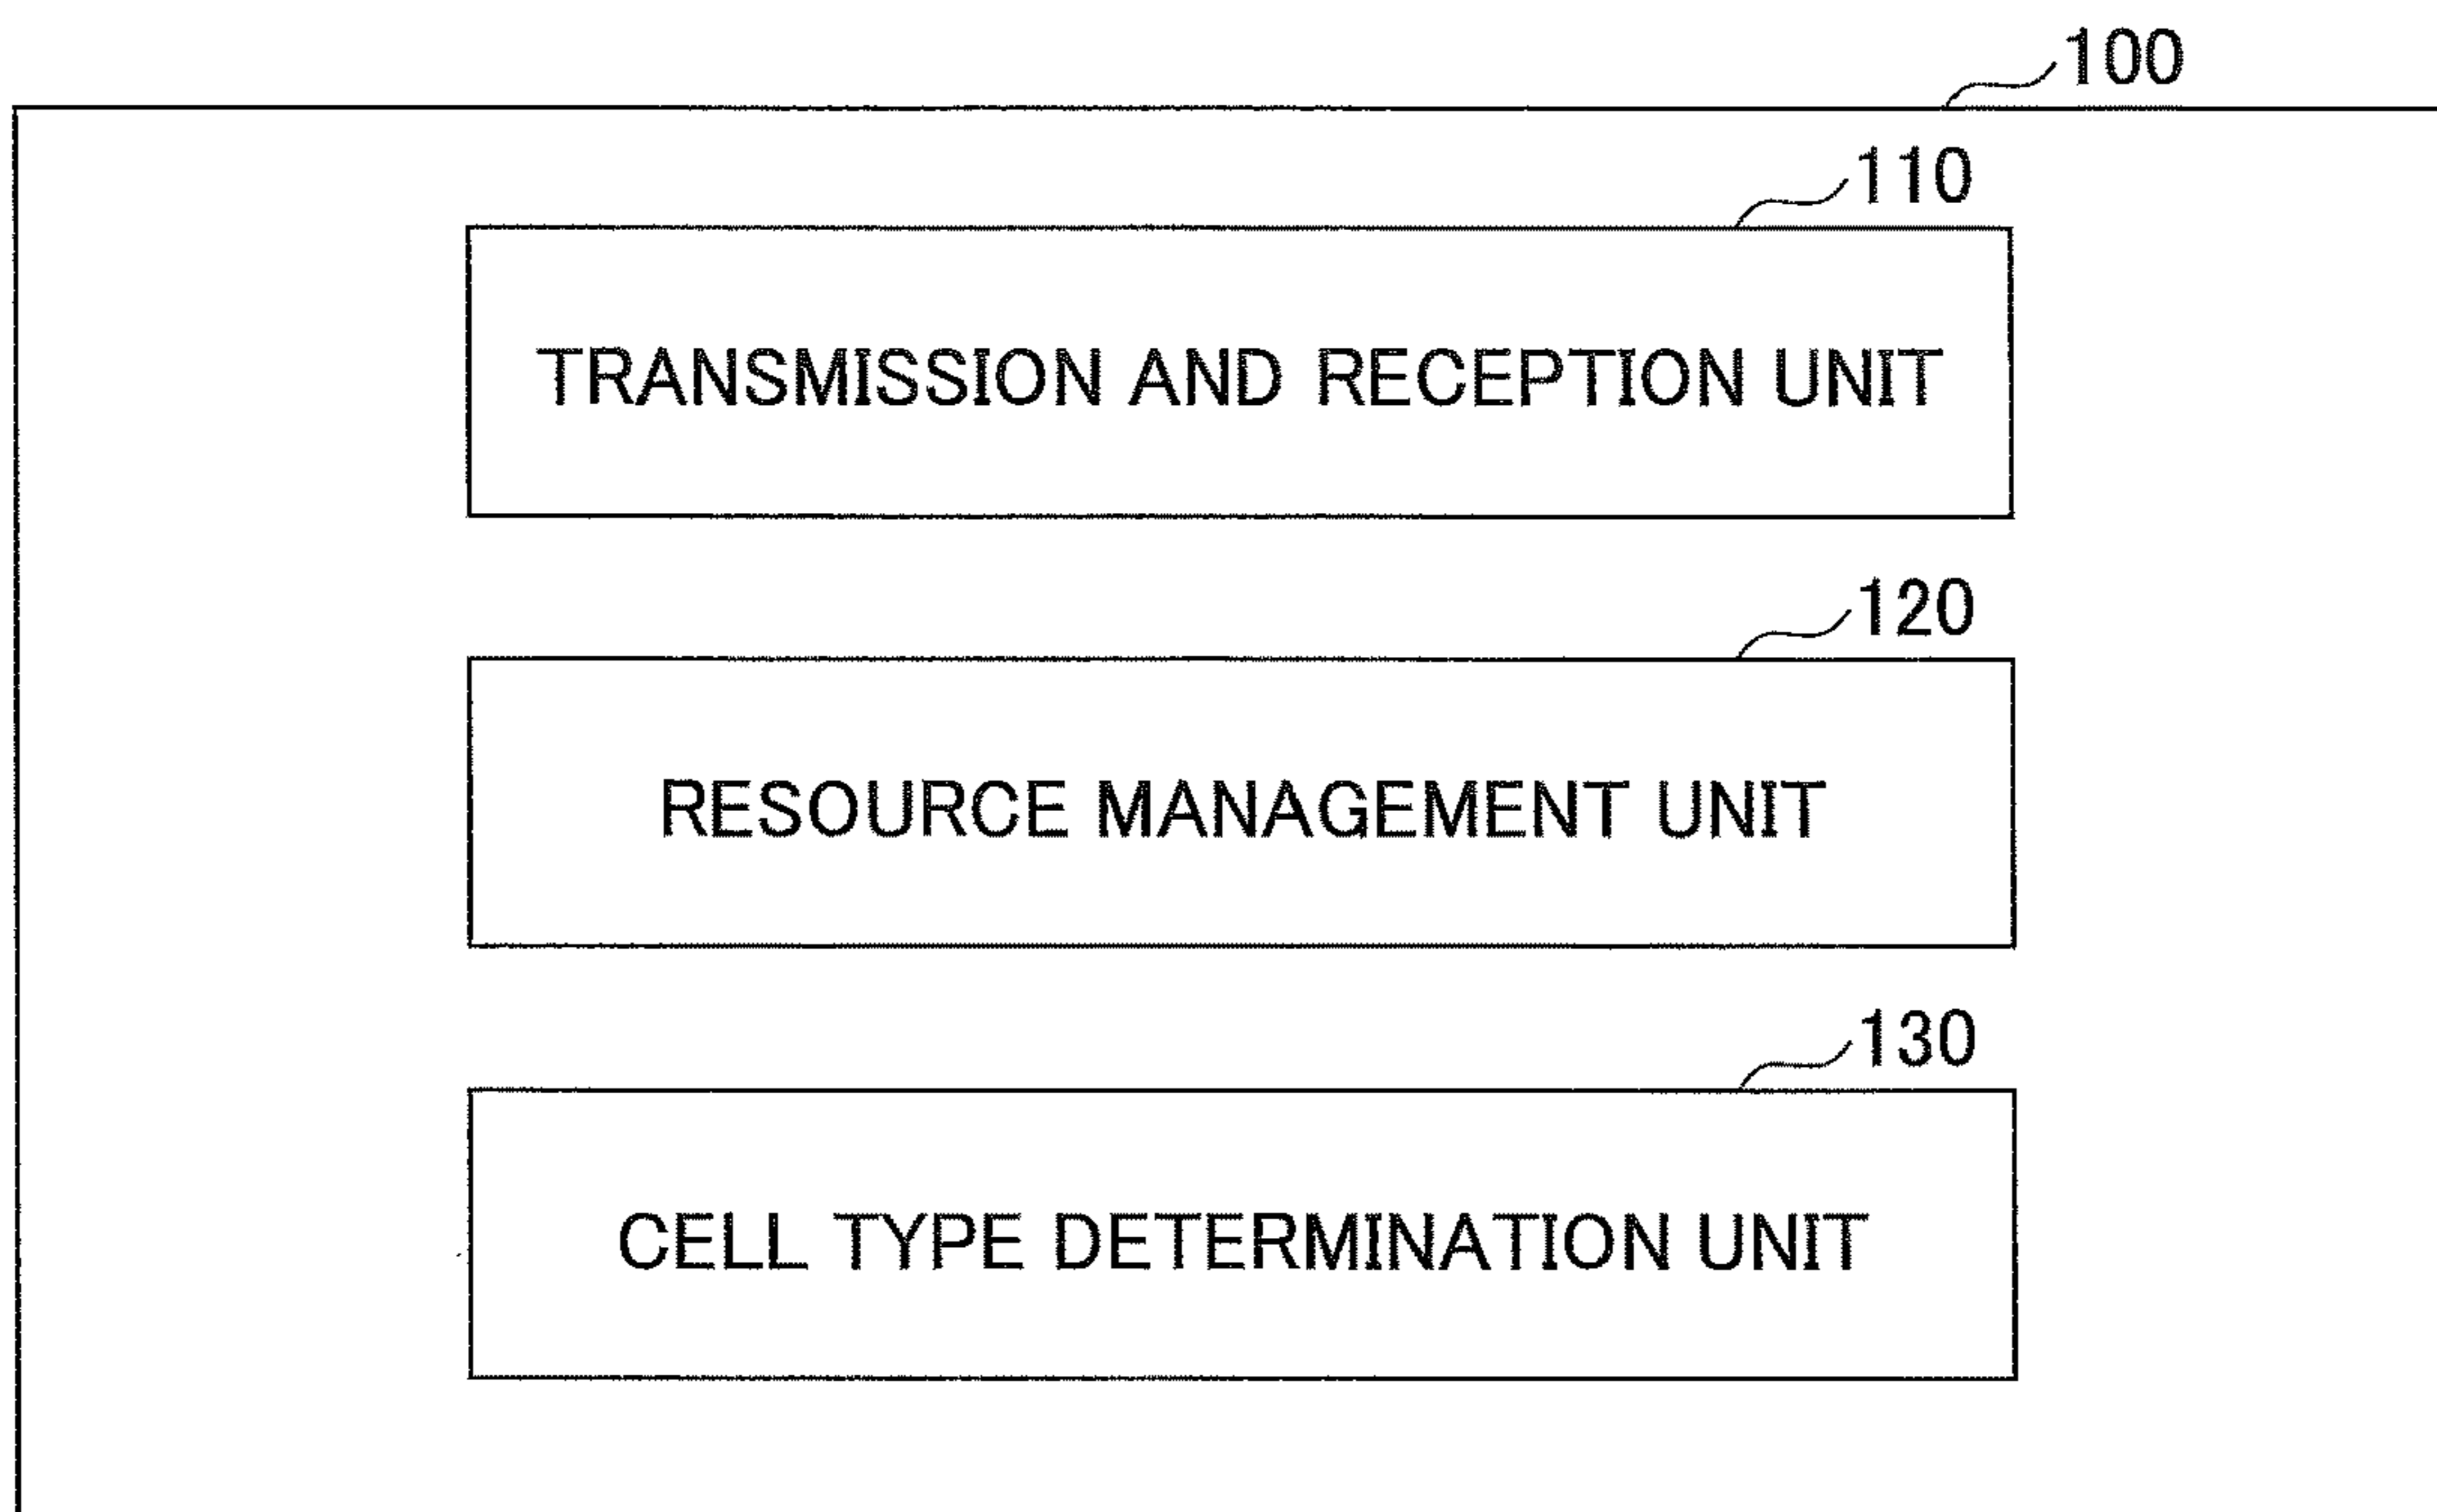 100
110
TRANSMISSION AND RECEPTION UNIT
120
RESOURCE MANAGEMENT UNIT
130
CELL TYPE DETERMINATION UNIT